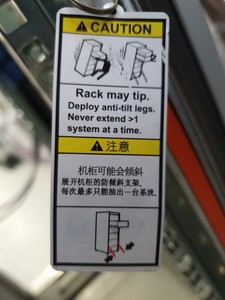 CAUTION
Rack may tip.
Deploy anti-tilt legs.
Never extend >1
system at a time.
注意
机柜可能会倾斜
展开机柜的防倾斜支架,
每次最多只能抽出一台系统.